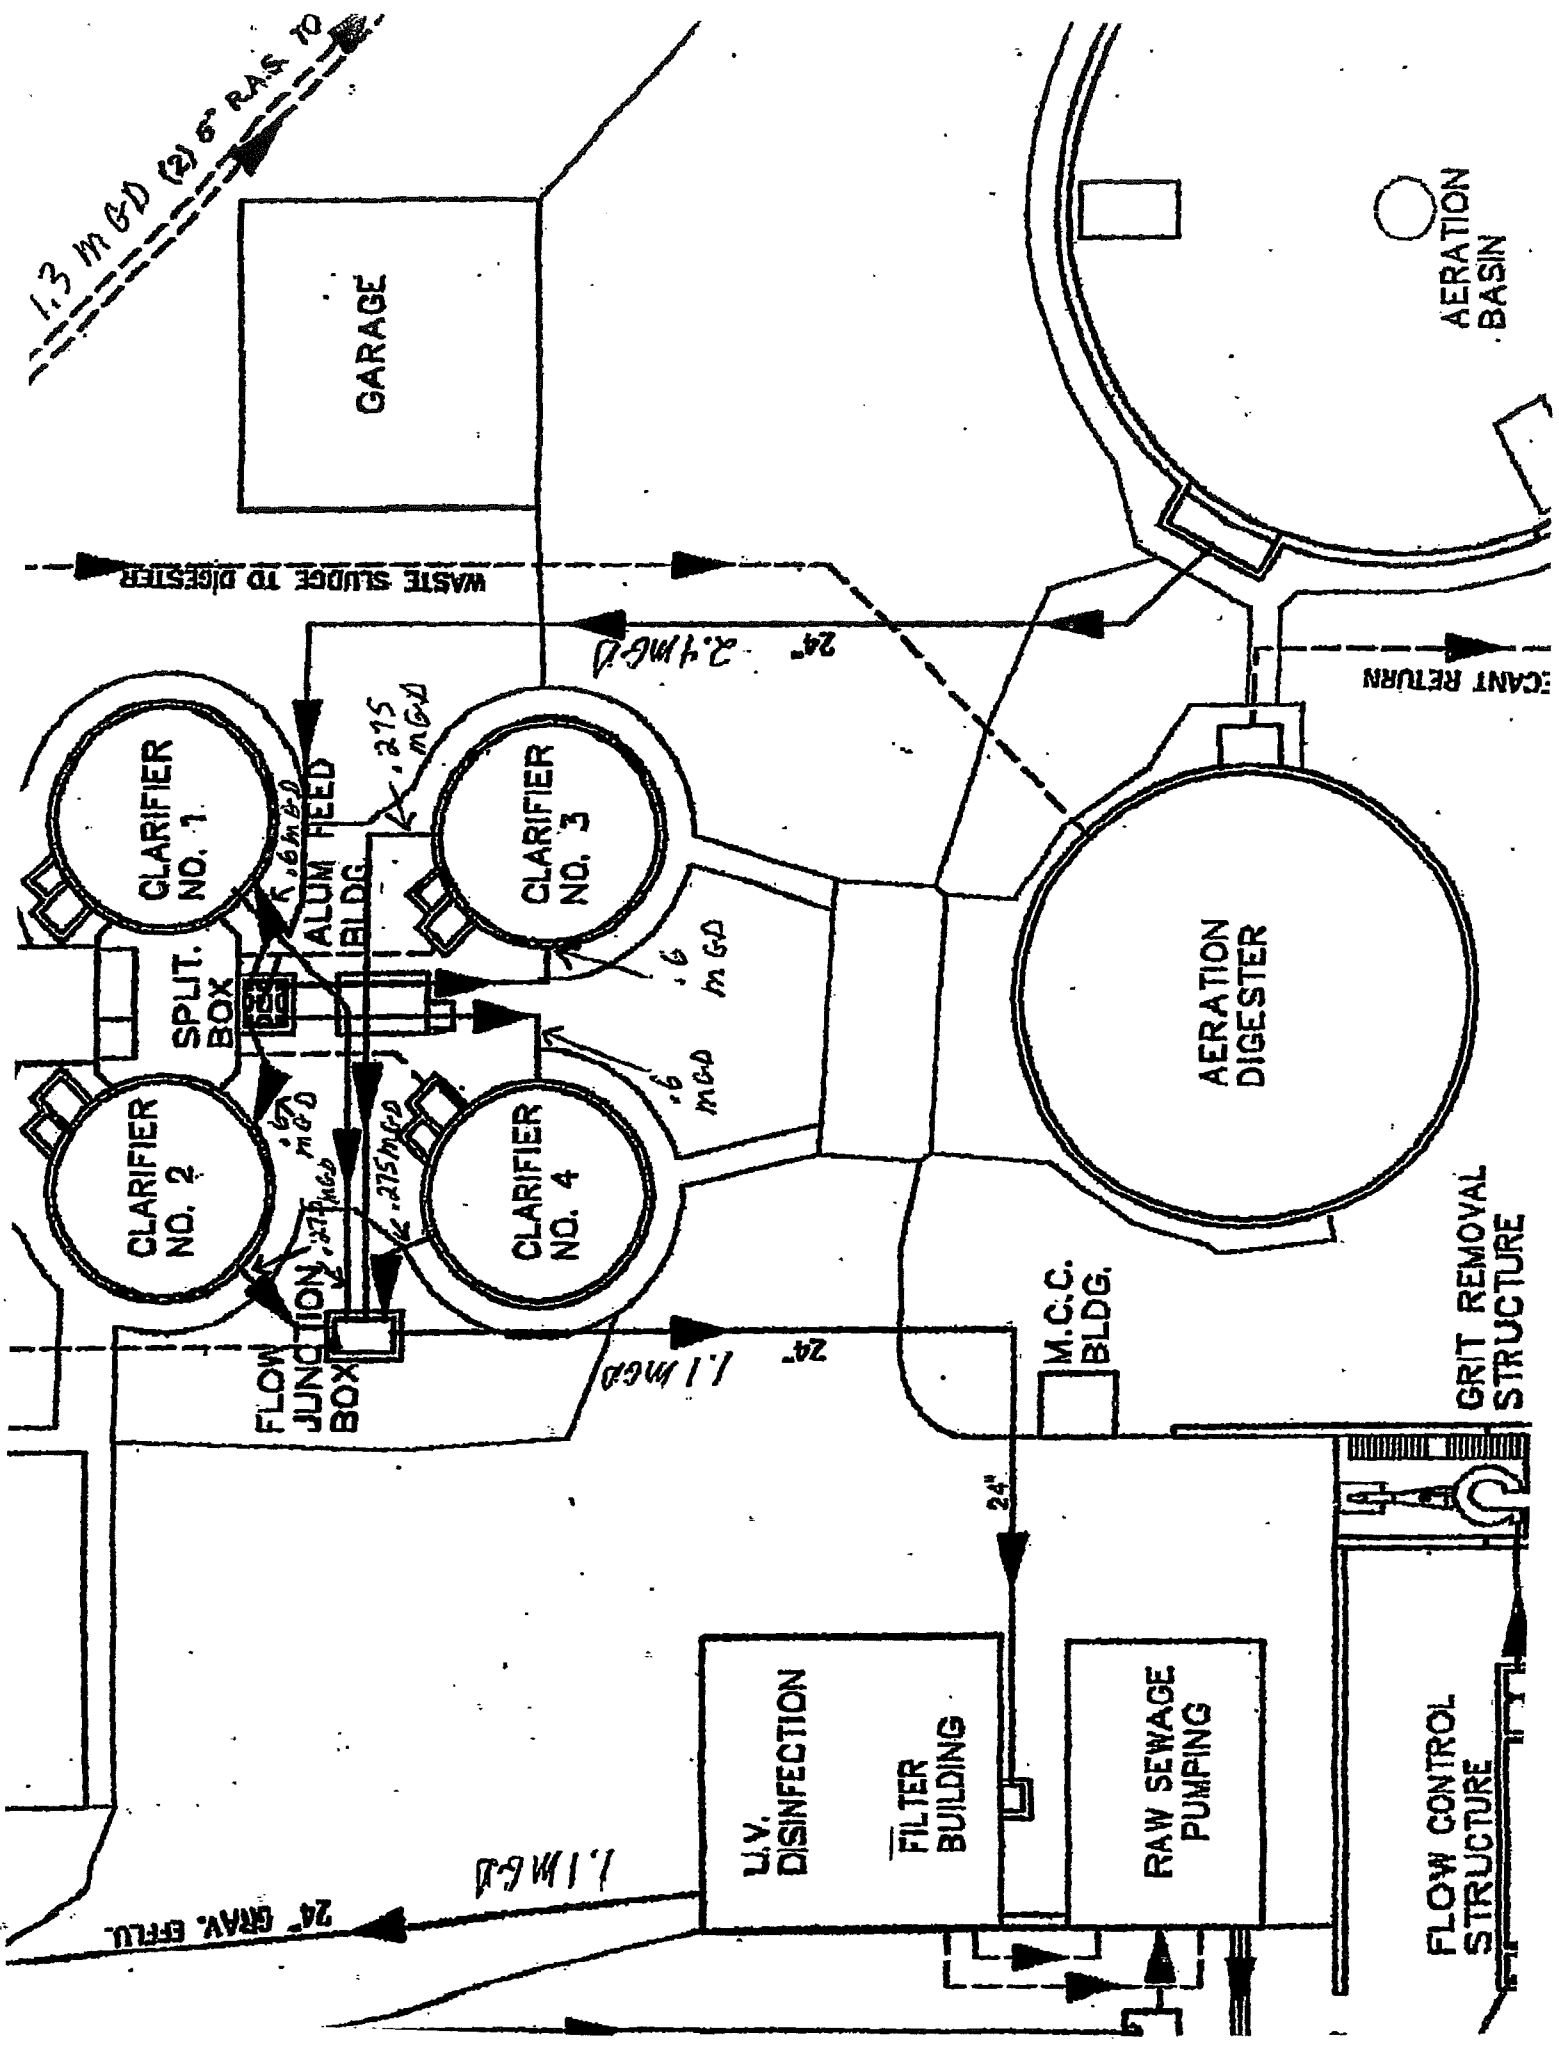 1.3 MGD (2) 6" R.A.S. TO
GARAGE
AERATION
BASIN
WASTE SLUDGE TO DIGESTER
24"
2.4 MGD
ECANT RETURN
CLARIFIER
NO. 1
.6 MGD
ALUM FEED
BLDG.
.275
MGD
CLARIFIER
NO. 3
SPLIT.
BOX
.6
MGD
.6
MGD
CLARIFIER
NO. 2
.6
MGD
.275
MGD
.275 MGD
CLARIFIER
NO. 4
FLOW
JUNCTION
BOX
24"
1.1 MGD
AERATION
DIGESTER
M.C.C.
BLDG.
GRIT REMOVAL
STRUCTURE
24"
U.V.
DISINFECTION
FILTER
BUILDING
RAW SEWAGE
PUMPING
FLOW CONTROL
STRUCTURE
24" GRAV. EFFLU.
1.1 MGD